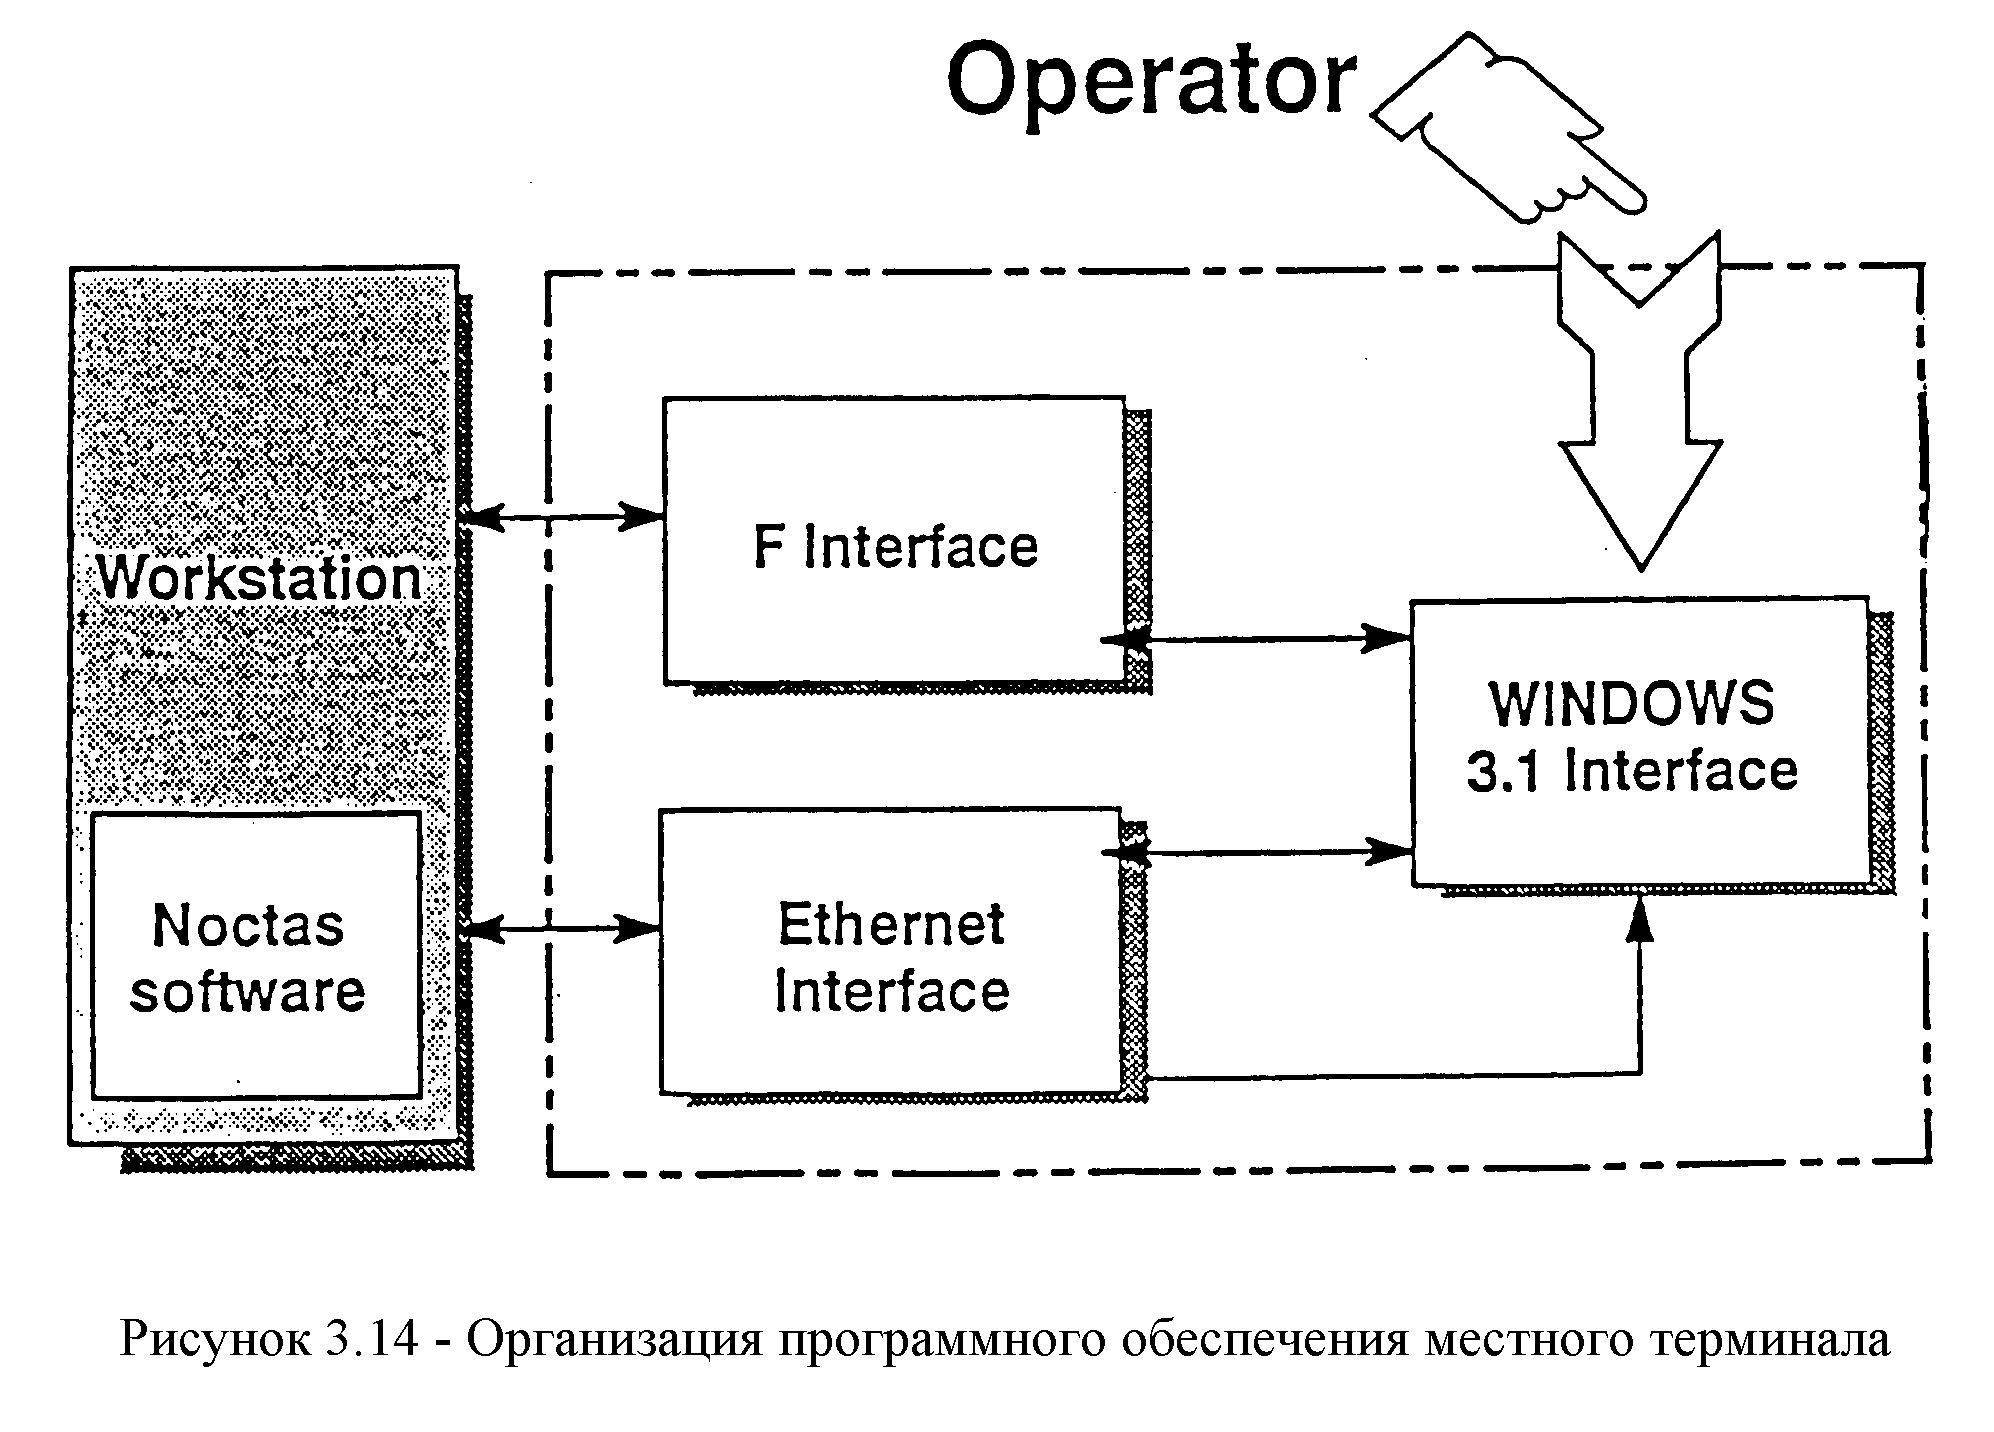 Operator
Workstation
F Interface
WINDOWS
3.1 Interface
Noctas
software
Ethernet
Interface
Рисунок 3.14 - Организация программного обеспечения местного терминала